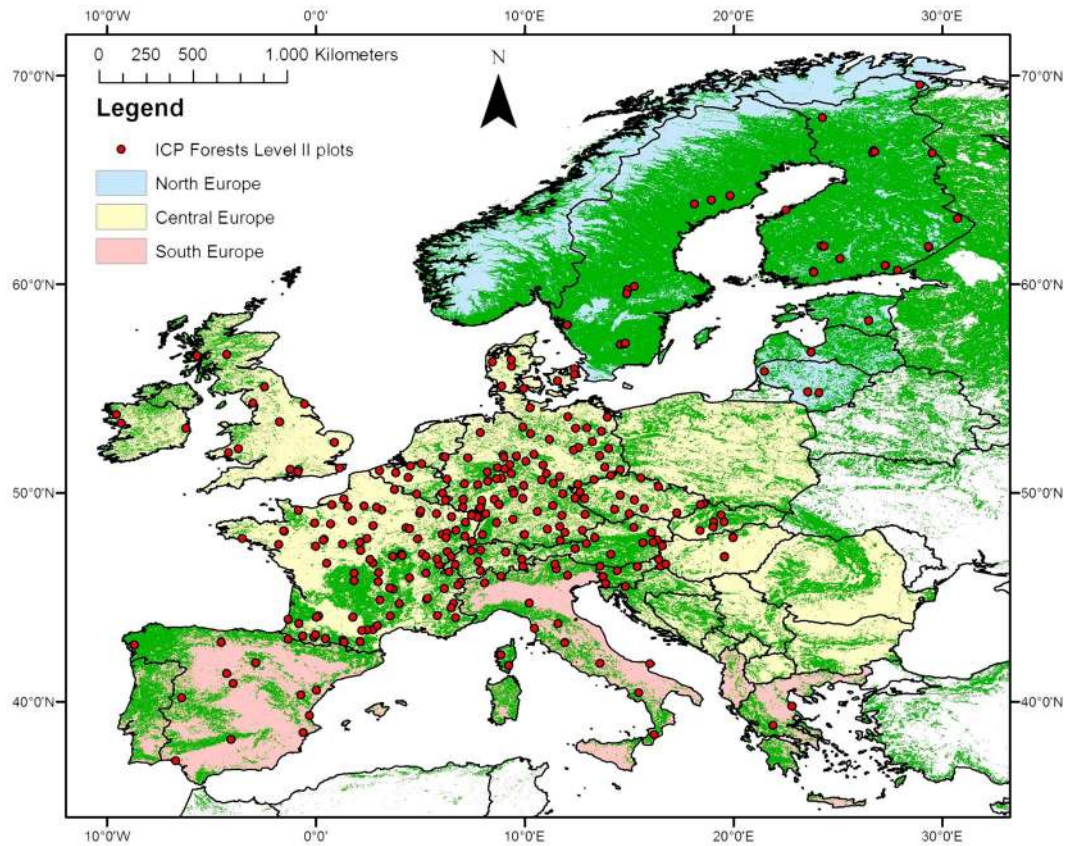 10°0'W 0° 10°0'E 20°0'E 30°0'E
0 250 500 1.000 Kilometers
N
70°0'N 70°0'N
Legend
ICP Forests Level II plots
North Europe
Central Europe
South Europe
60°0'N 60°0'N
50°0'N 50°0'N
40°0'N 40°0'N
10°0'W 0° 10°0'E 20°0'E 30°0'E